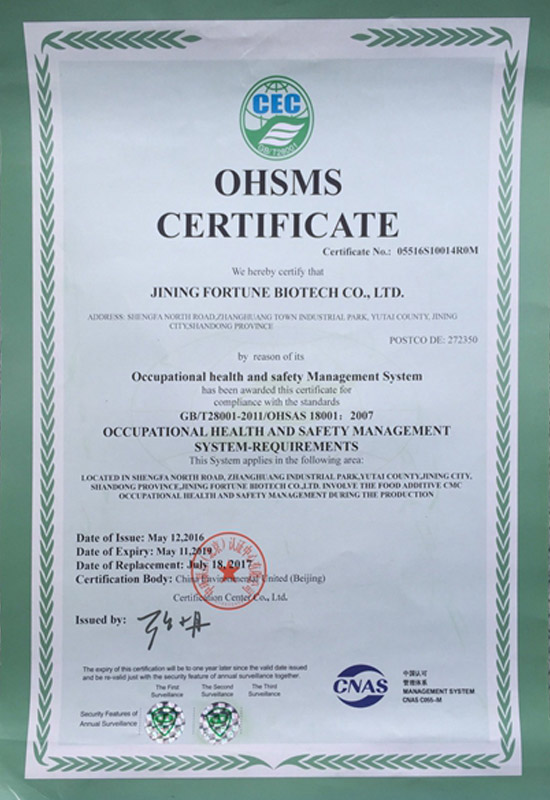 CEC
GB/T28001
OHSMS
CERTIFICATE
Certificate No.: 05516S10014R0M
We hereby certify that
JINING FORTUNE BIOTECH CO., LTD.
ADDRESS: SHENGFA NORTH ROAD,ZHANGHUANG TOWN INDUSTRIAL PARK, YUTAI COUNTY, JINING
CITY,SHANDONG PROVINCE
POSTCO DE: 272350
by reason of its
Occupational health and safety Management System
has been awarded this certificate for
compliance with the standards
GB/T28001-2011/OHSAS 18001: 2007
OCCUPATIONAL HEALTH AND SAFETY MANAGEMENT
SYSTEM-REQUIREMENTS
This System applies in the following area:
LOCATED IN SHENGFA NORTH ROAD, ZHANGHUANG INDUSTRIAL PARK,YUTAI COUNTY,JINING CITY,
SHANDONG PROVINCE,JINING FORTUNE BIOTECH CO.,LTD. INVOLVE THE FOOD ADDITIVE CMC
OCCUPATIONAL HEALTH AND SAFETY MANAGEMENT DURING THE PRODUCTION
Date of Issue: May 12,2016
Date of Expiry: May 11,2019
Date of Replacement: July 18,2017
Certification Body: China Environmental United (Beijing)
Certification Center Co., Ltd.
Issued by:
The expiry of this certification will be to one year later since the valid date issued
and be re-valid just with the security feature of annual surveillance together.
The First Surveillance
The Second Surveillance
The Third Surveillance
Security Features of
Annual Surveillance
CNAS
中国认可
管理体系
MANAGEMENT SYSTEM
CNAS C055-M